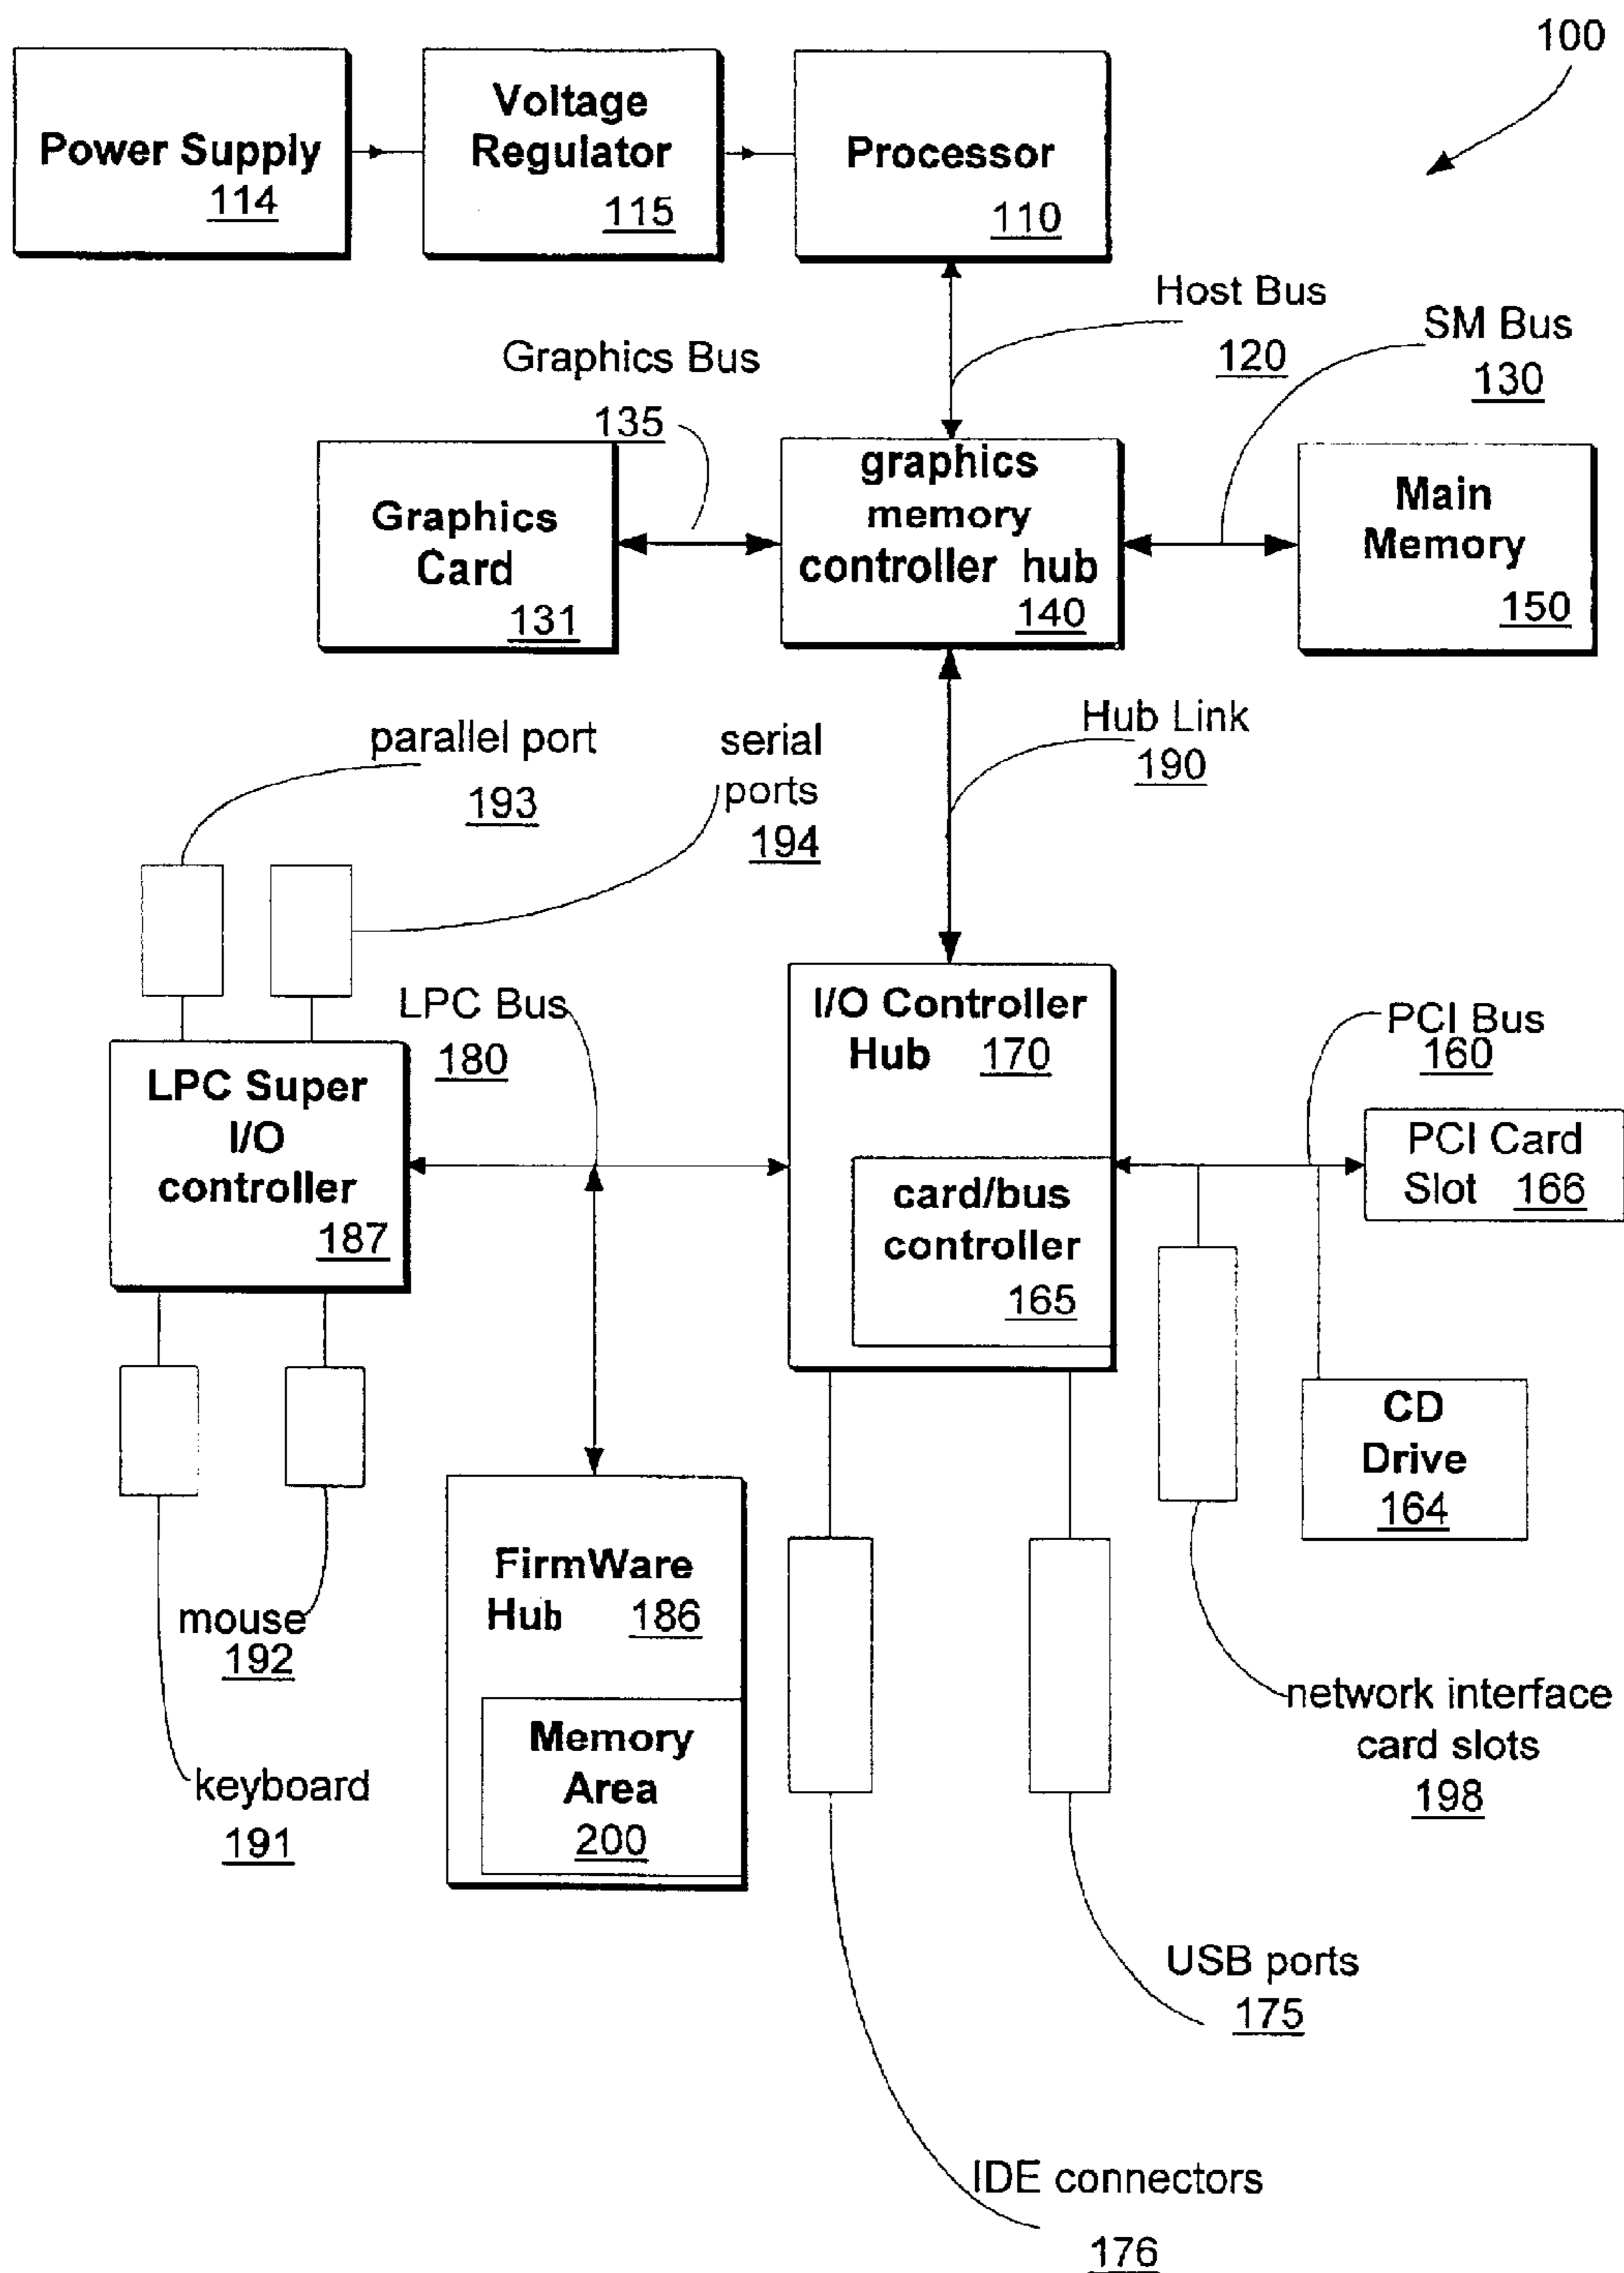 100
Power Supply
114
Voltage
Regulator
115
Processor
110
Host Bus
120
SM Bus
130
Graphics Bus
135
Graphics
Card
131
graphics
memory
controller hub
140
Main
Memory
150
Hub Link
190
parallel port
193
serial
ports
194
LPC Bus
180
LPC Super
I/O
controller
187
I/O Controller
Hub 170
card/bus
controller
165
PCI Bus
160
PCI Card
Slot 166
CD
Drive
164
FirmWare
Hub 186
Memory
Area
200
mouse
192
keyboard
191
network interface
card slots
198
USB ports
175
IDE connectors
176